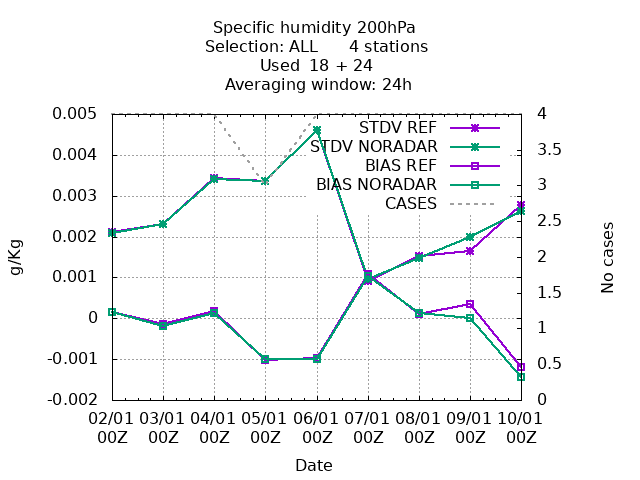 Specific humidity 200hPa
Selection: ALL 4 stations
Used 18 + 24
Averaging window: 24h
0.005
0.004
0.003
0.002
0.001
0
-0.001
-0.002
g/Kg
4
3.5
3
2.5
2
1.5
1
0.5
0
No cases
STDV REF
STDV NORADAR
BIAS REF
BIAS NORADAR
CASES
02/01 03/01 04/01 05/01 06/01 07/01 08/01 09/01 10/01
00Z 00Z 00Z 00Z 00Z 00Z 00Z 00Z 00Z
Date